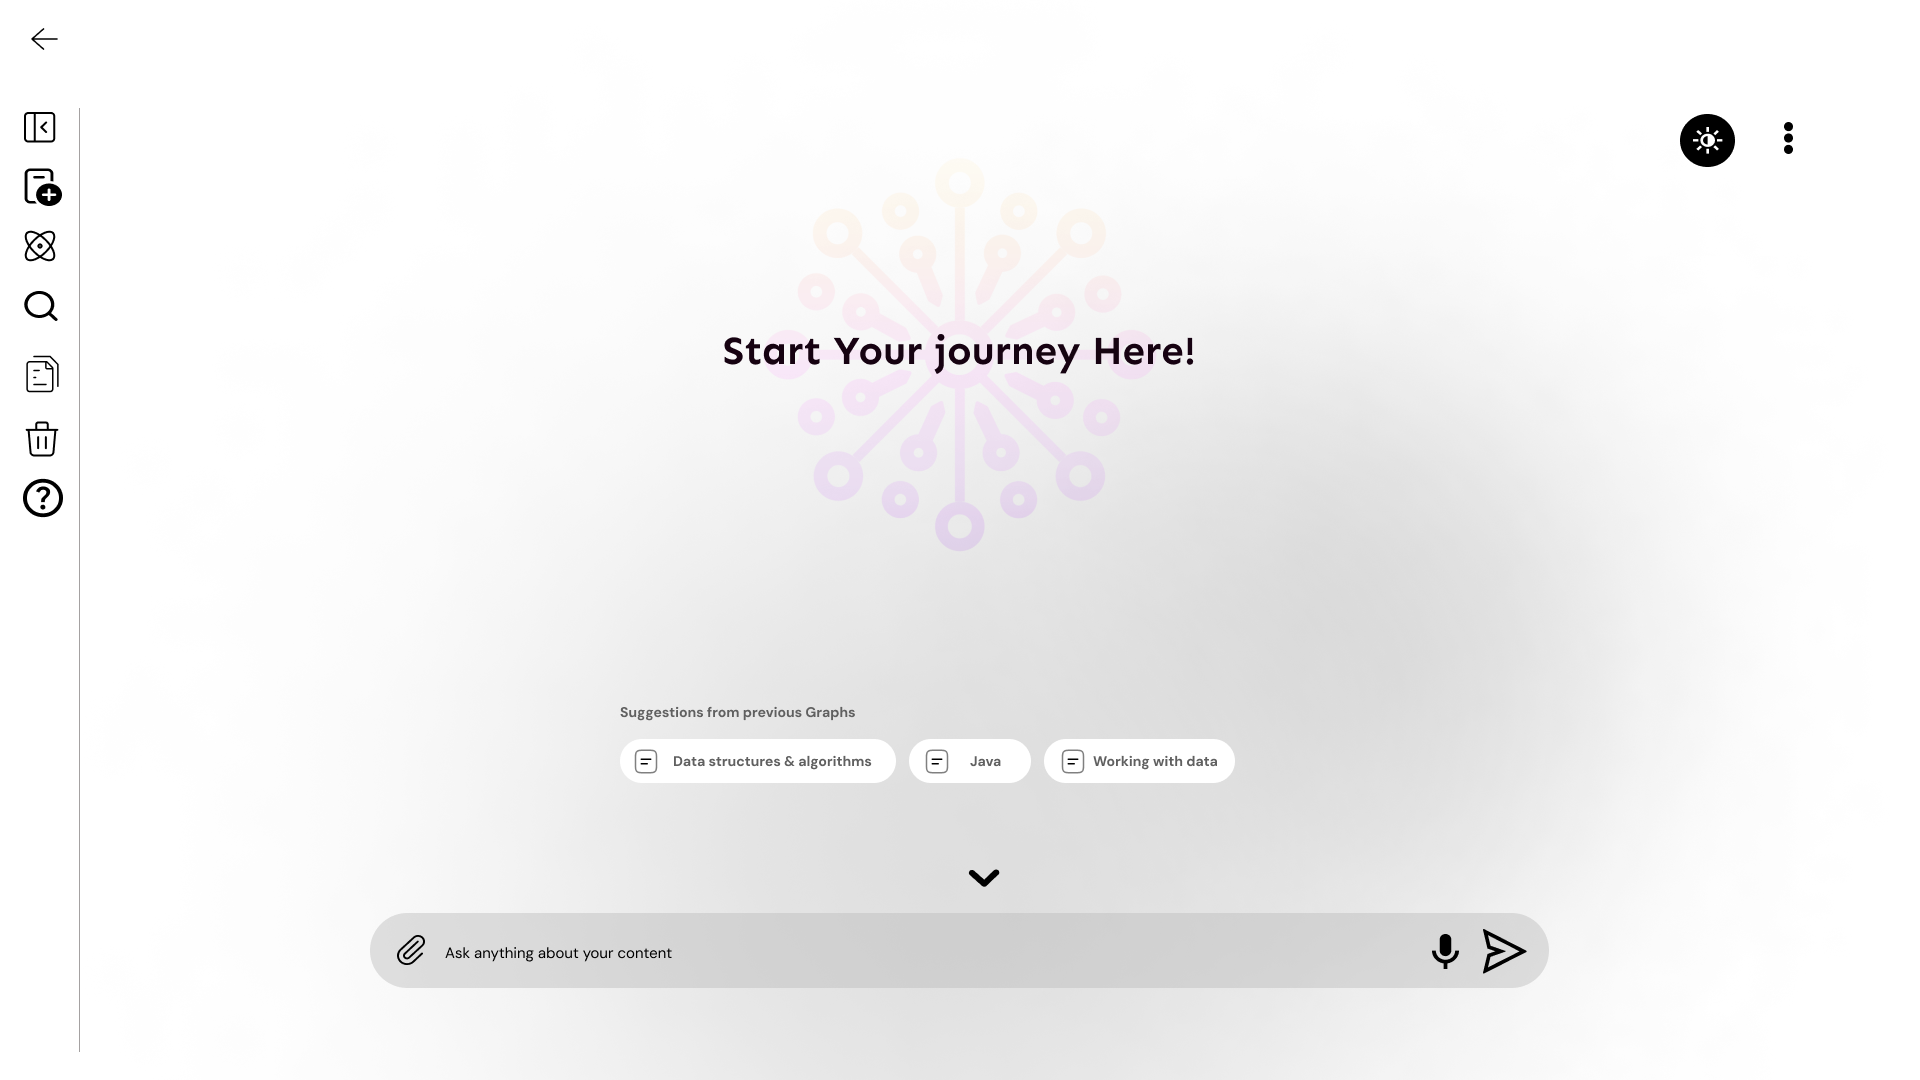 Start Your journey Here!
Suggestions from previous Graphs
Data structures & algorithms
Java
Working with data
Ask anything about your content